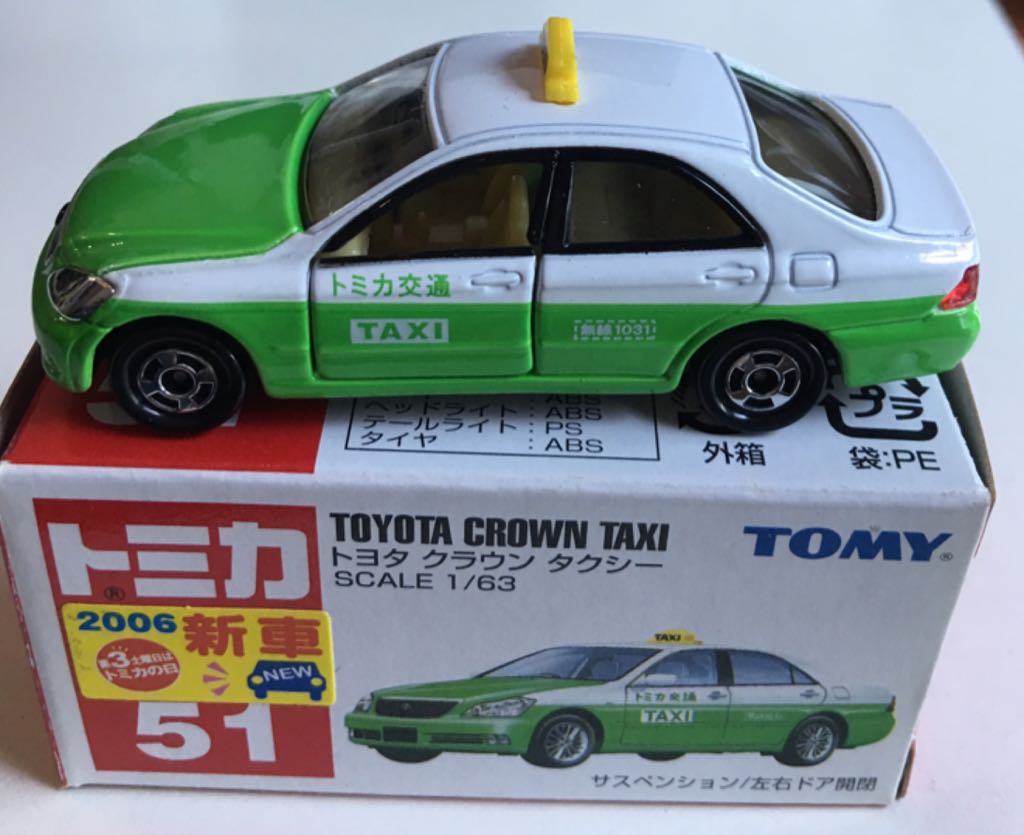 トミカ交通
TAXI
無線1031
ヘッドライト : ABS
テールライト : PS
タイヤ : ABS
外箱
プラ
袋:PE
トミカ®
TOYOTA CROWN TAXI
トヨタ クラウン タクシー
SCALE 1/63
TOMY®
2006 新車
第3土曜日は
トミカの日
NEW
51
TAXI
トミカ交通
TAXI
サスペンション/左右ドア開閉